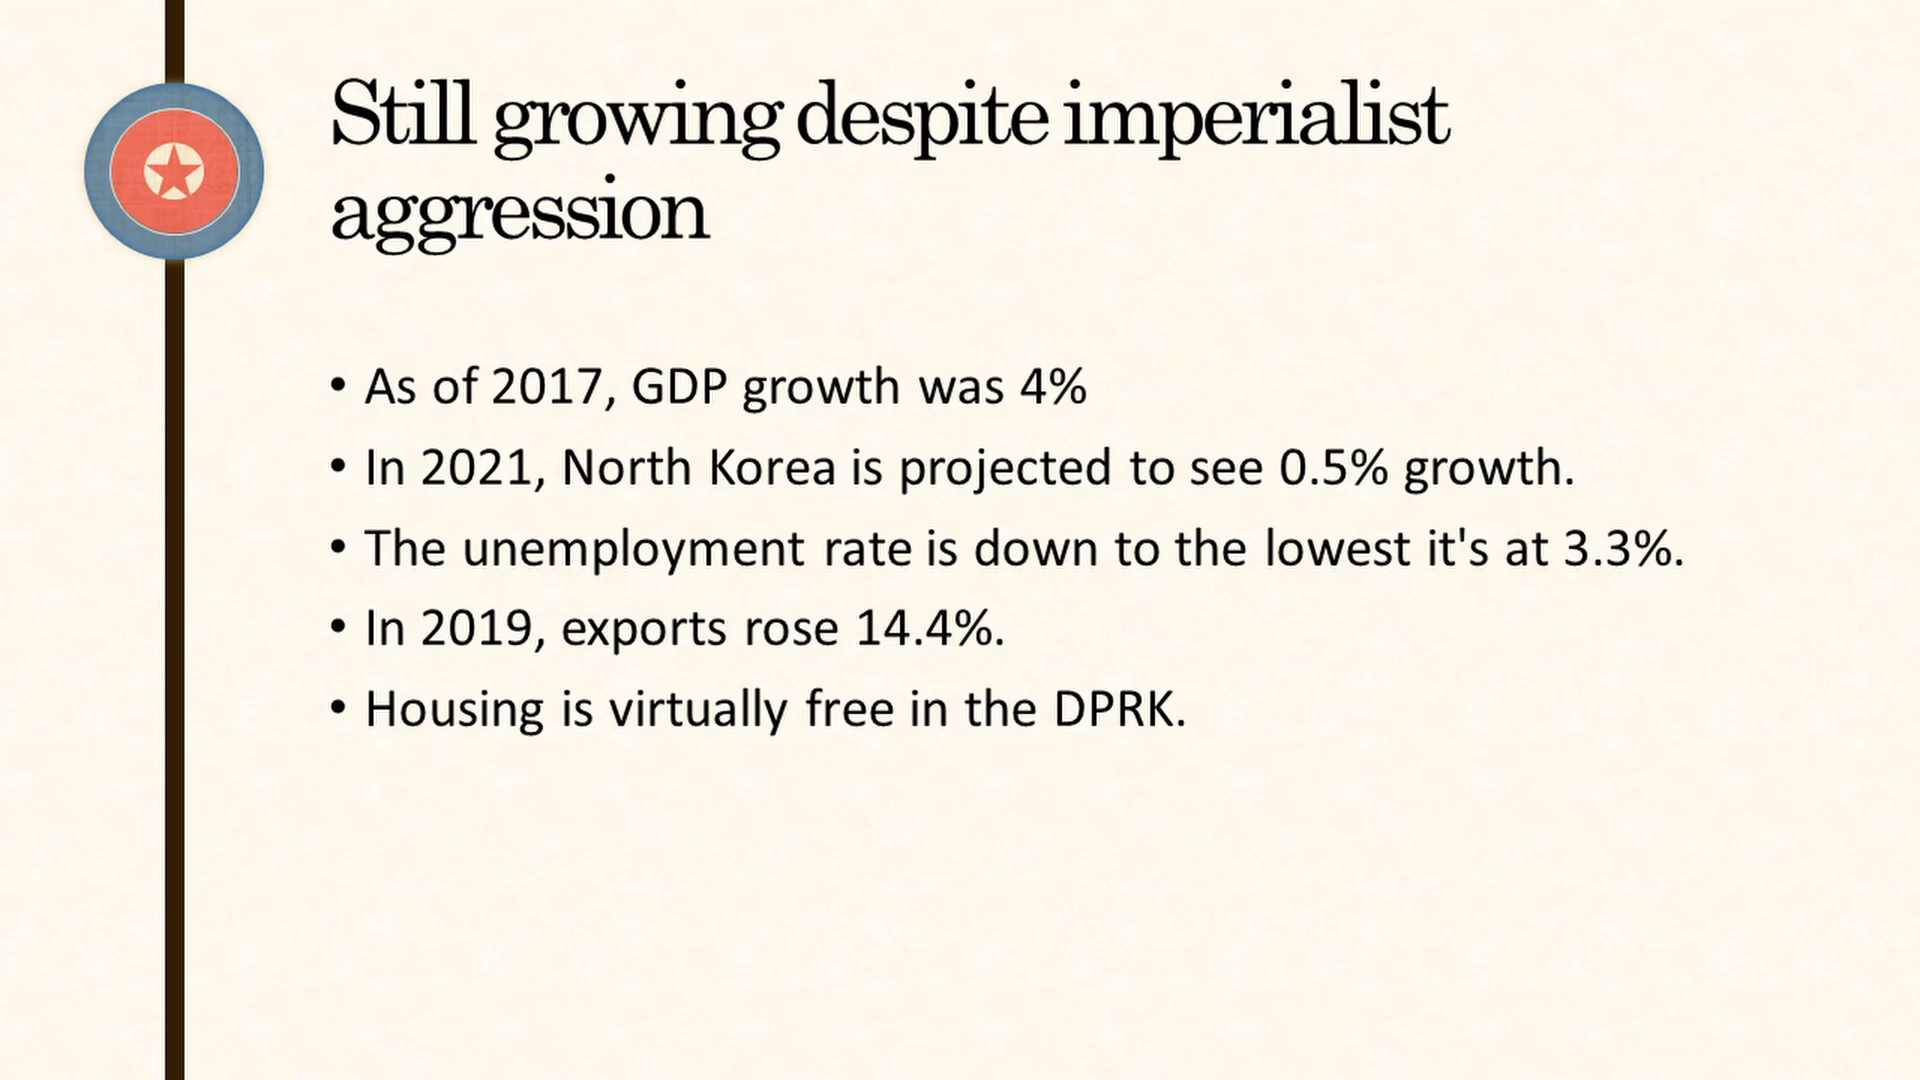 Still growing despite imperialist
aggression
• As of 2017, GDP growth was 4%
• In 2021, North Korea is projected to see 0.5% growth.
• The unemployment rate is down to the lowest it's at 3.3%.
• In 2019, exports rose 14.4%.
• Housing is virtually free in the DPRK.